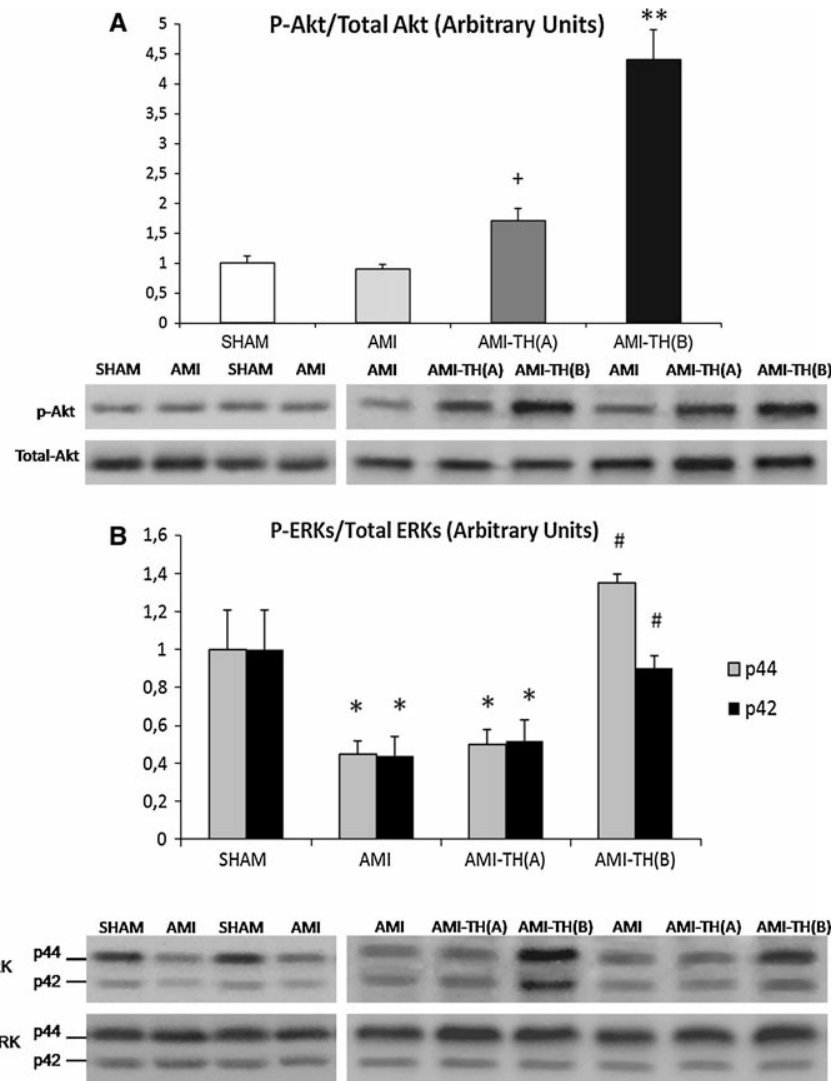 A
P-Akt/Total Akt (Arbitrary Units)
5
4,5
4
3,5
3
2,5
2
1,5
1
0,5
0
**
+
SHAM AMI AMI-TH(A) AMI-TH(B)
SHAM AMI SHAM AMI AMI AMI-TH(A) AMI-TH(B) AMI AMI-TH(A) AMI-TH(B)
p-Akt
Total-Akt
B
P-ERKs/Total ERKs (Arbitrary Units)
1,6
1,4
1,2
1
0,8
0,6
0,4
0,2
0
* * * * # #
p44
p42
SHAM AMI AMI-TH(A) AMI-TH(B)
SHAM AMI SHAM AMI AMI AMI-TH(A) AMI-TH(B) AMI AMI-TH(A) AMI-TH(B)
p44
RK
p42
p44
RK
p42